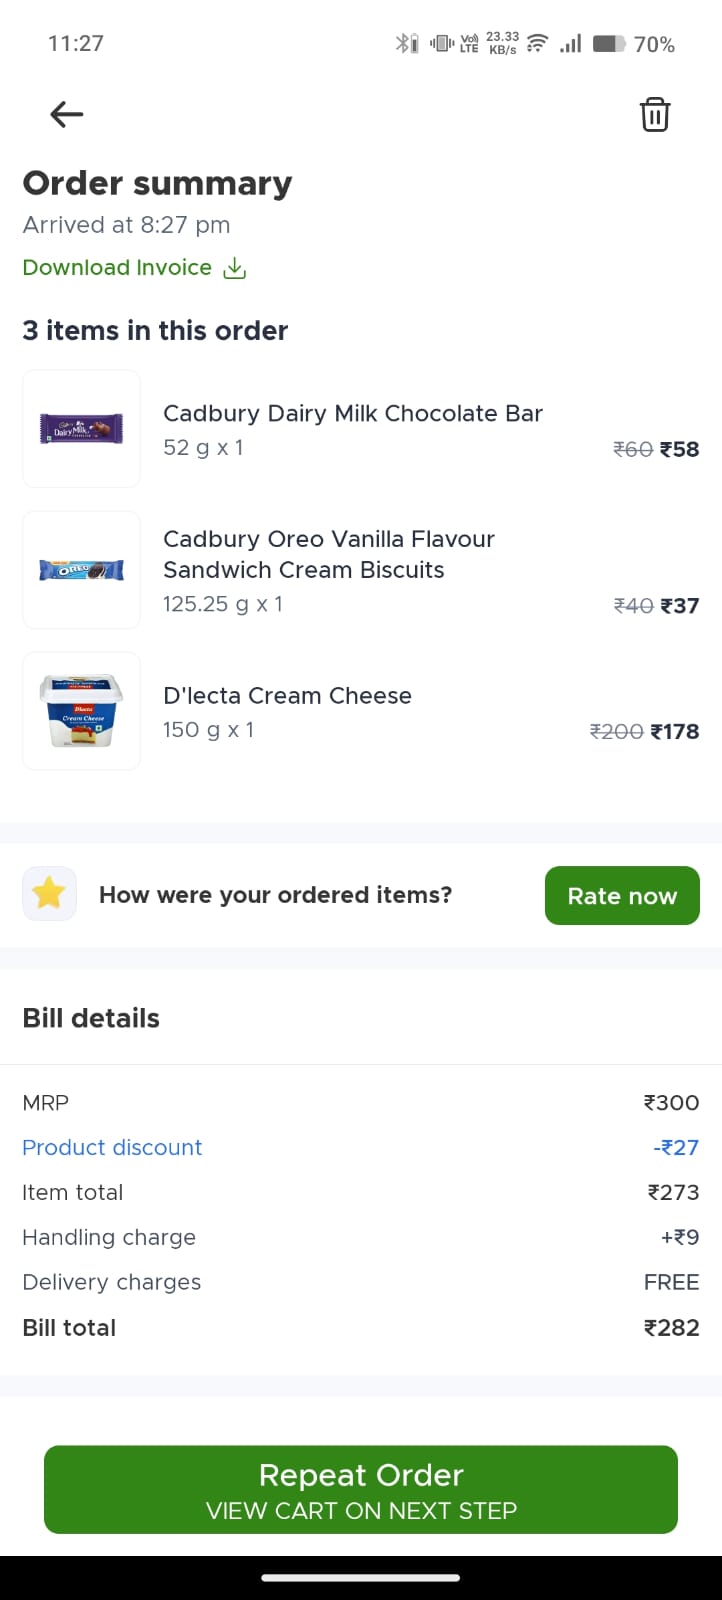 11:27
Vo) LTE 23.33 KB/s 70%
Order summary
Arrived at 8:27 pm
Download Invoice
3 items in this order
Cadbury Dairy Milk Chocolate Bar
52 g x 1
₹60 ₹58
Dairy Milk
Cadbury Oreo Vanilla Flavour
Sandwich Cream Biscuits
125.25 g x 1
₹40 ₹37
OREO
D'lecta Cream Cheese
150 g x 1
₹200 ₹178
D'lecta
Cream Cheese
How were your ordered items?
Rate now
Bill details
MRP ₹300
Product discount -₹27
Item total ₹273
Handling charge +₹9
Delivery charges FREE
Bill total ₹282
Repeat Order
VIEW CART ON NEXT STEP